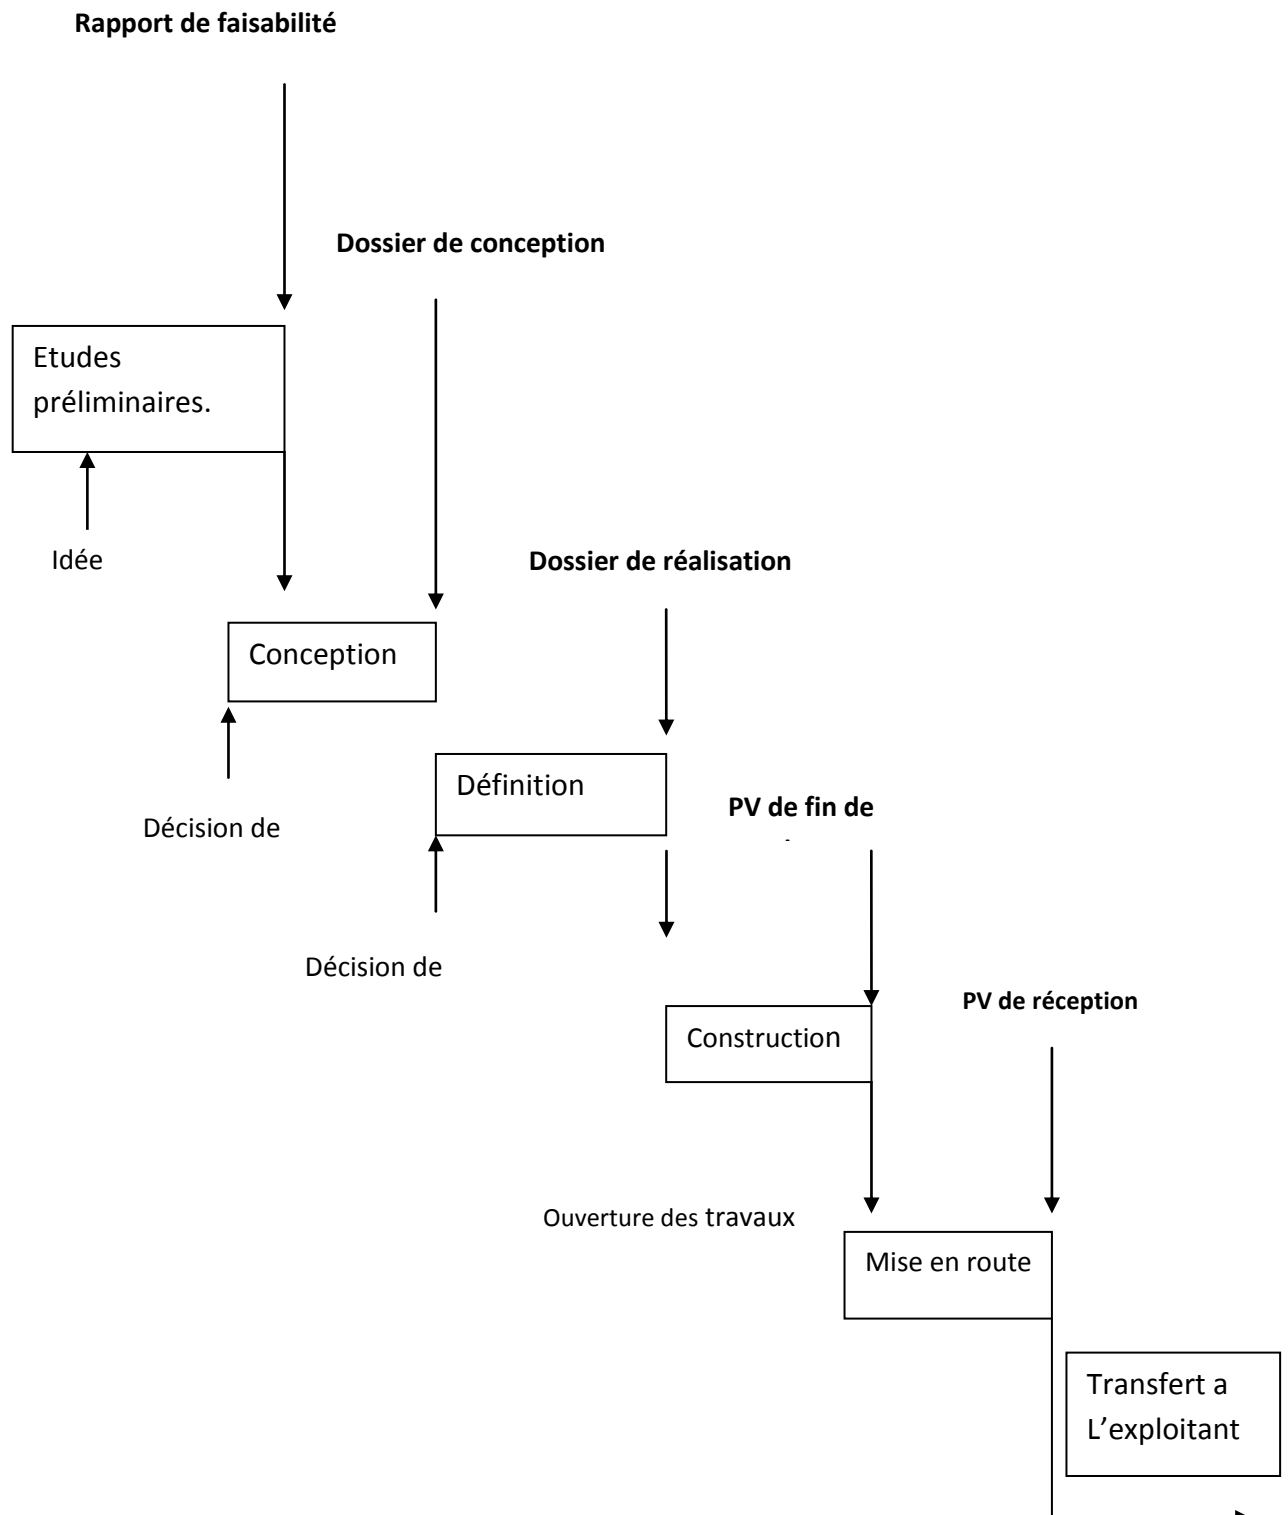 Rapport de faisabilité
Dossier de conception
Etudes
préliminaires.
Idée
Dossier de réalisation
Conception
Définition
PV de fin de
Décision de
Décision de
PV de réception
Construction
Ouverture des travaux
Mise en route
Transfert a
L’exploitant